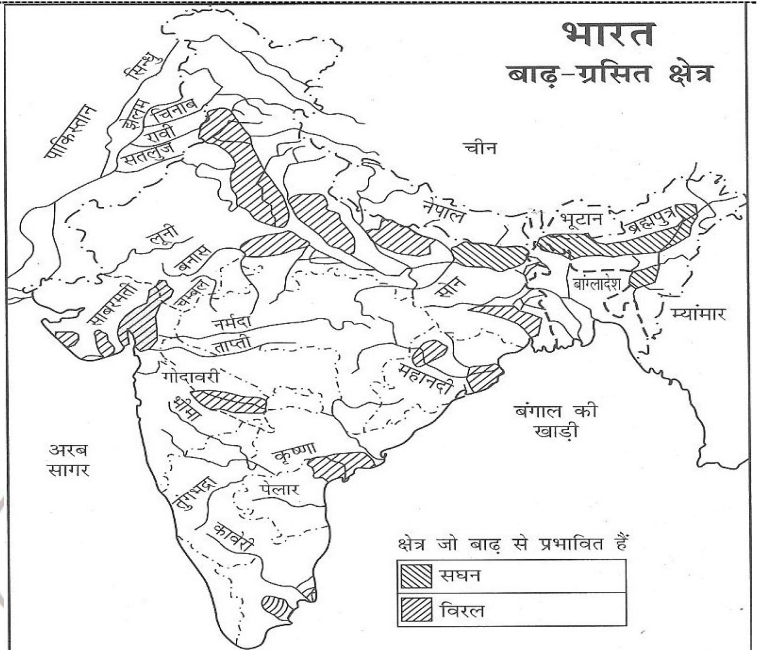 भारत
बाढ़-ग्रसित क्षेत्र
सिन्धु
झेलम
चिनाब
रावी
सतलुज
पाकिस्तान
चीन
नेपाल
भूटान
ब्रह्मपुत्र
लूनी
बनास
चम्बल
साबरमती
सोन
बांग्लादेश
म्यांमार
नर्मदा
ताप्ती
महानदी
गोदावरी
भीमा
बंगाल की
खाड़ी
अरब
सागर
कृष्णा
तुगभद्रा
पेलार
कावेरी
क्षेत्र जो बाढ़ से प्रभावित हैं
सघन
विरल